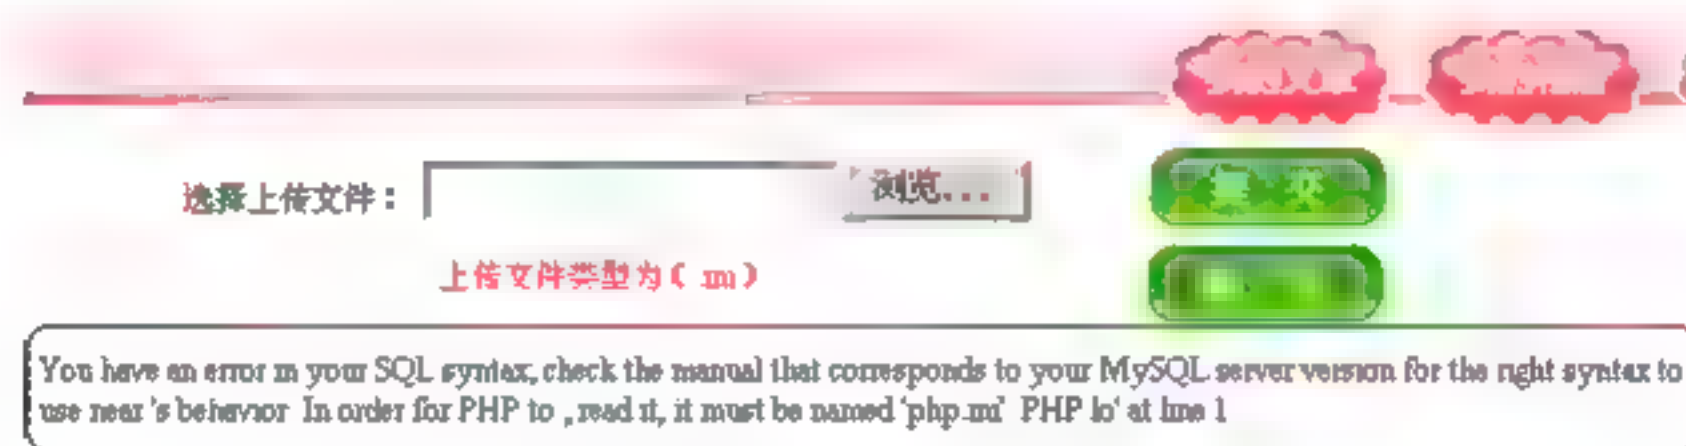 选择上传文件： 浏览...
上传文件类型为( .ini )
You have an error in your SQL syntax; check the manual that corresponds to your MySQL server version for the right syntax to
use near 's behavior In order for PHP to , read it, it must be named 'php.ini' PHP lo' at line 1